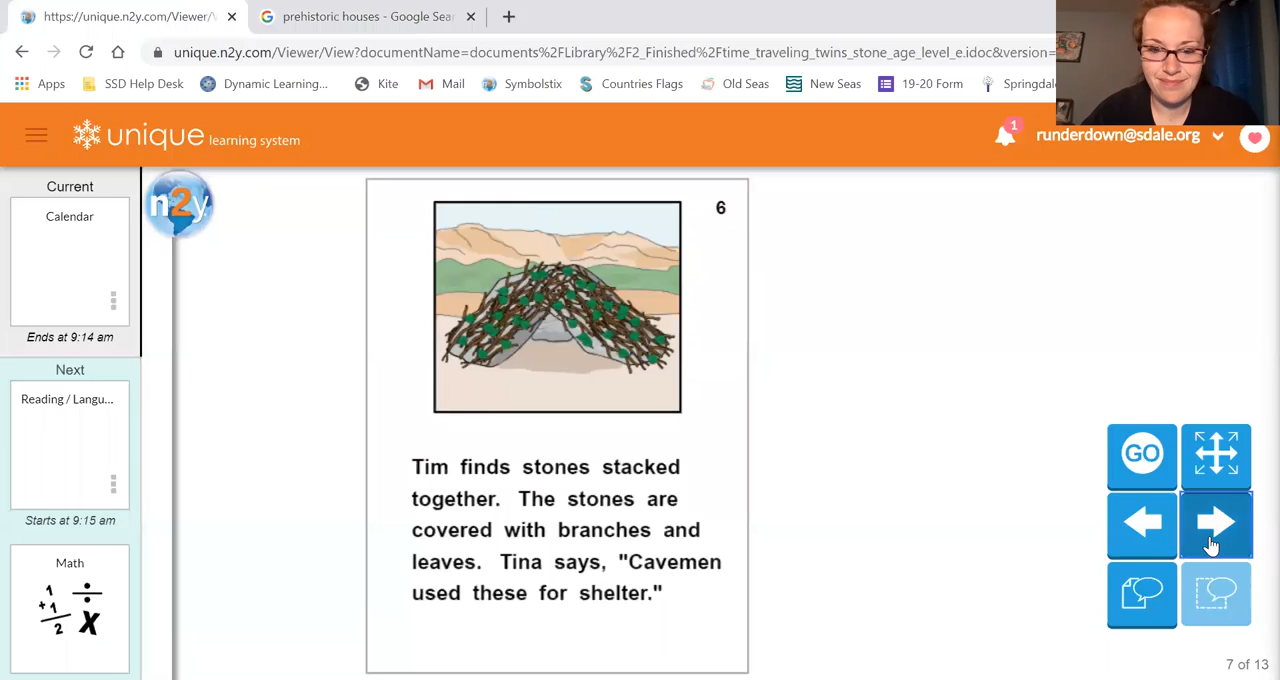 https://unique.n2y.com/Viewer/V
prehistoric houses - Google Sea
unique.n2y.com/Viewer/View?documentName=documents%2FLibrary%2F2_Finished%2Ftime_traveling_twins_stone_age_level_e.idoc&version=
Apps SSD Help Desk Dynamic Learning... Kite Mail Symbolstix Countries Flags Old Seas New Seas 19-20 Form Springdal
unique learning system
1
runderdown@sdale.org
Current
Calendar
Ends at 9:14 am
Next
Reading / Langu...
Starts at 9:15 am
Math
1
+1
2
÷
x
n2y
6
Tim finds stones stacked
together. The stones are
covered with branches and
leaves. Tina says, "Cavemen
used these for shelter."
GO
7 of 13